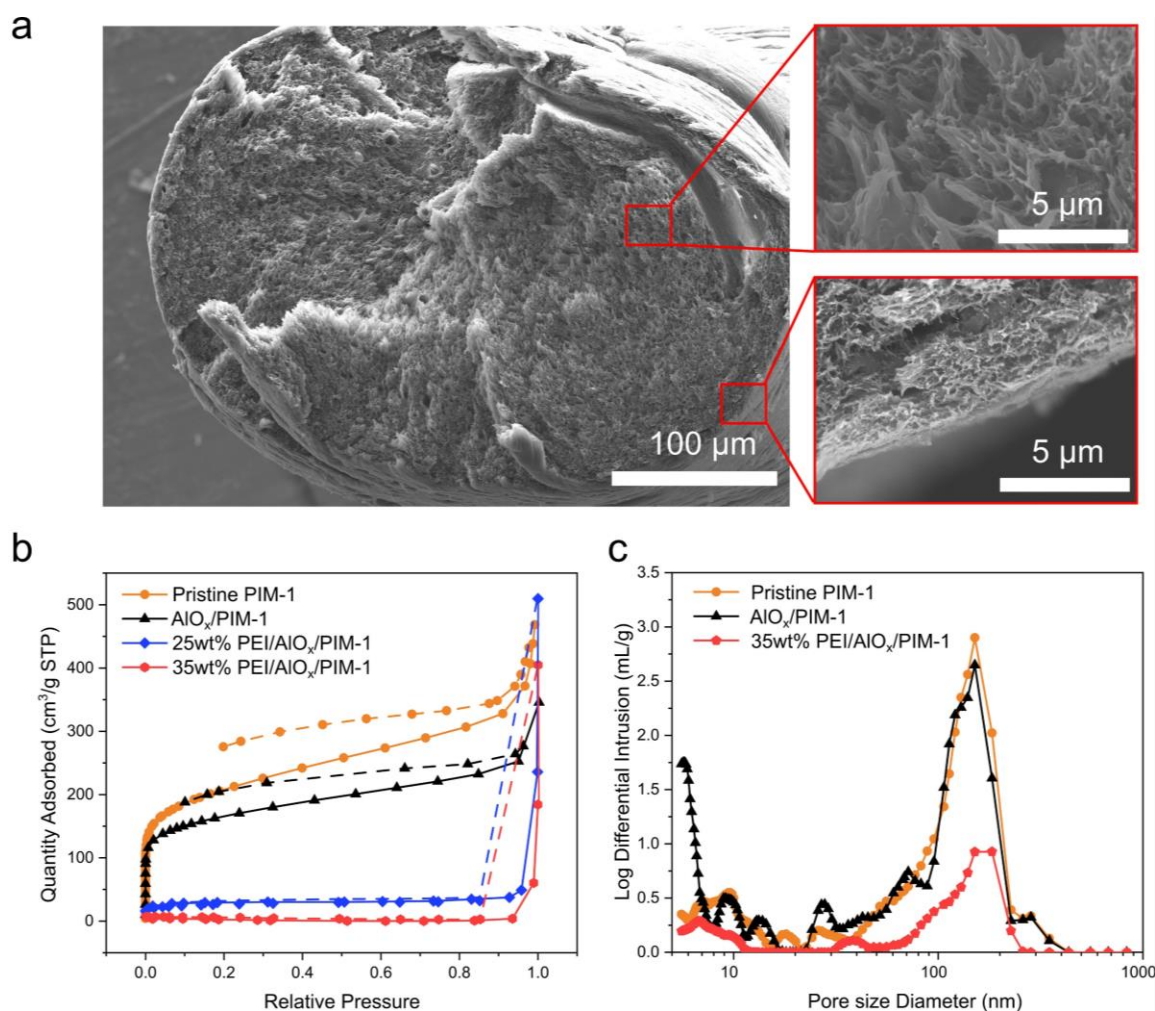 a
5 μm
100 μm
5 μm
b
Pristine PIM-1
AlOₓ/PIM-1
25wt% PEI/AlOₓ/PIM-1
35wt% PEI/AlOₓ/PIM-1
500
400
300
200
100
0
0.0 0.2 0.4 0.6 0.8 1.0
Quantity Adsorbed (cm³/g STP)
Relative Pressure
c
Pristine PIM-1
AlOₓ/PIM-1
35wt% PEI/AlOₓ/PIM-1
3.5
3.0
2.5
2.0
1.5
1.0
0.5
0.0
10 100 1000
Log Differential Intrusion (mL/g)
Pore size Diameter (nm)